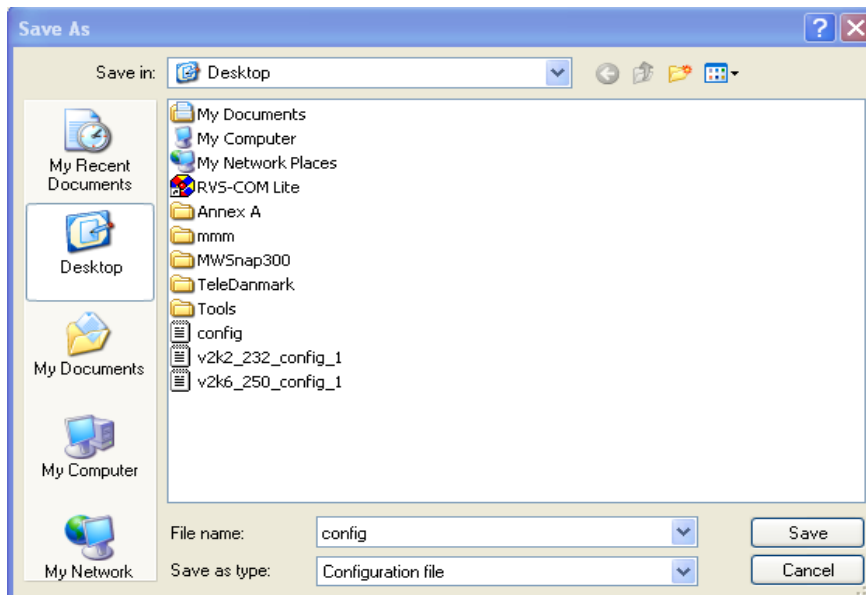 Save As
Save in:
Desktop
My Recent
Documents
Desktop
My Documents
My Computer
My Network
My Documents
My Computer
My Network Places
RVS-COM Lite
Annex A
mmm
MWSnap300
TeleDanmark
Tools
config
v2k2_232_config_1
v2k6_250_config_1
File name:
config
Save
Save as type:
Configuration file
Cancel